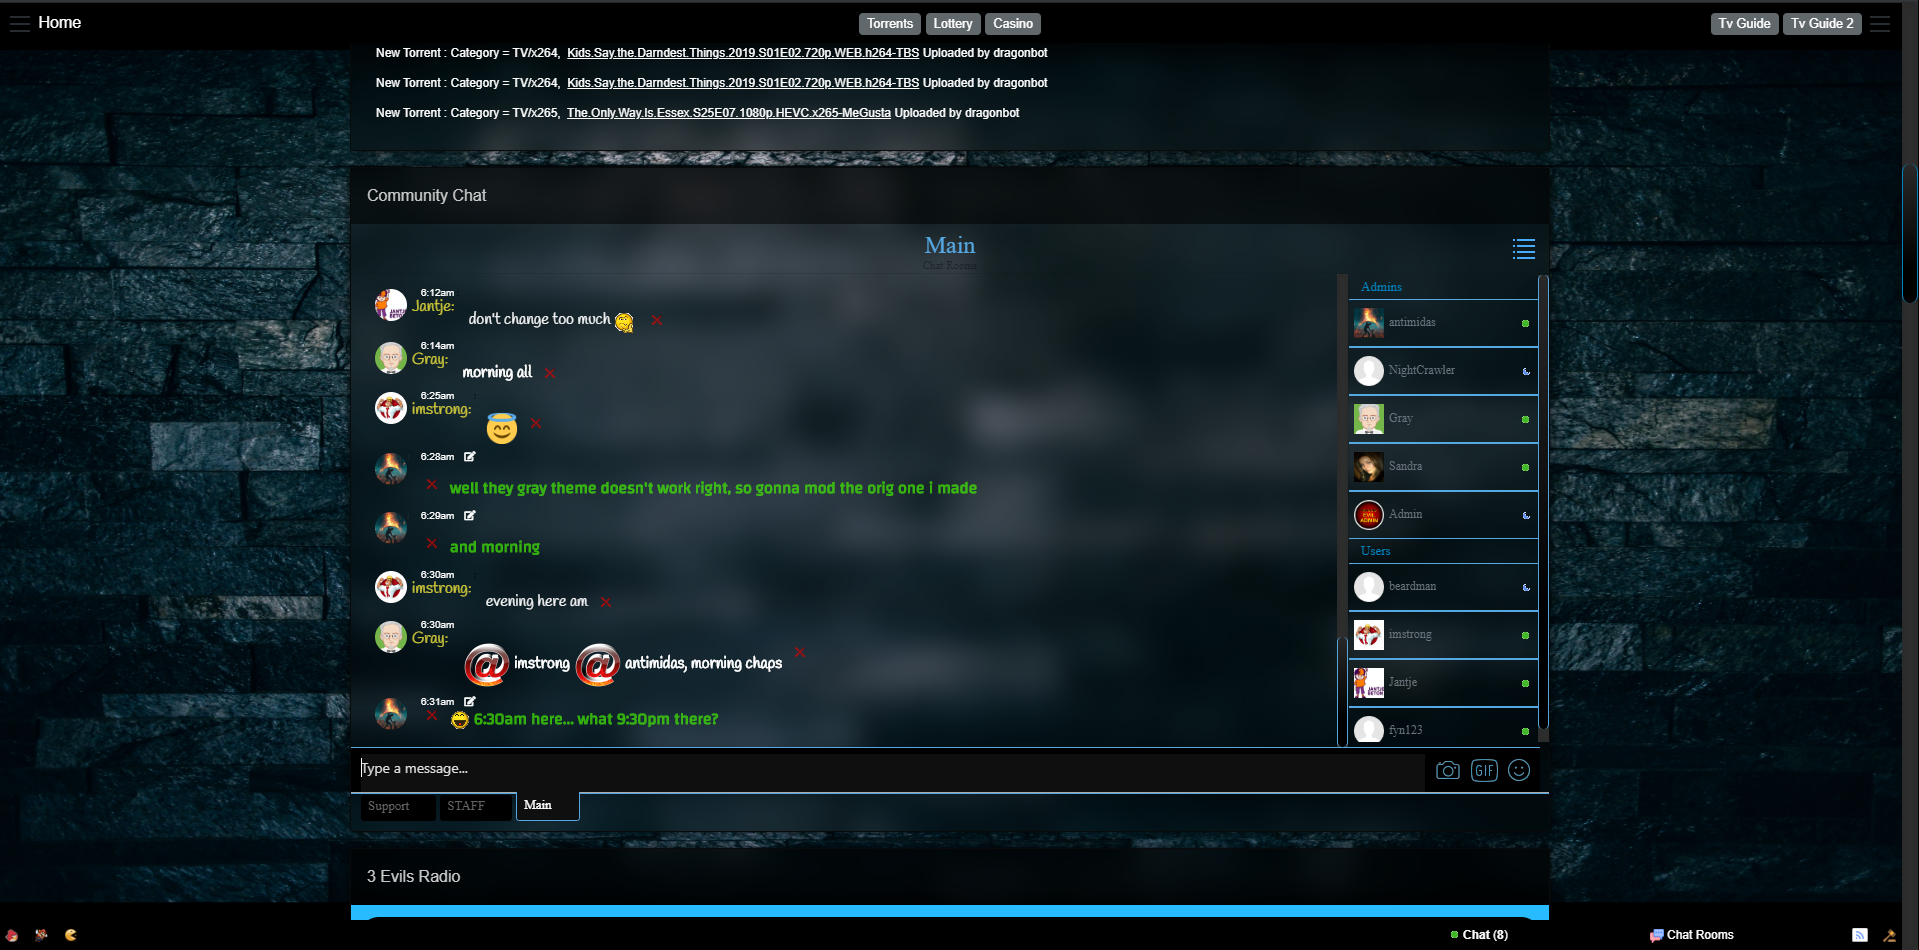 Home
Torrents
Lottery
Casino
Tv Guide
Tv Guide 2
New Torrent : Category = TV/x264, Kids.Say.the.Darndest.Things.2019.S01E02.720p.WEB.h264-TBS Uploaded by dragonbot
New Torrent : Category = TV/x264, Kids.Say.the.Darndest.Things.2019.S01E02.720p.WEB.h264-TBS Uploaded by dragonbot
New Torrent : Category = TV/x265, The.Only.Way.Is.Essex.S25E07.1080p.HEVC.x265-MeGusta Uploaded by dragonbot
Community Chat
Main
Chat Rooms
6:12am
Jantje:
don't change too much
6:14am
Gray:
morning all
6:25am
imstrong:
6:28am
well they gray theme doesn't work right, so gonna mod the orig one i made
6:29am
and morning
6:30am
imstrong:
evening here am
6:30am
Gray:
@ imstrong @ antimidas, morning chaps
6:31am
6:30am here... what 9:30pm there?
Admins
antimidas
NightCrawler
Gray
Sandra
EVIL ADMIN
Admin
Users
beardman
imstrong
JANTJE BETON
Jantje
fyn123
Type a message...
GIF
Support
STAFF
Main
3 Evils Radio
Chat (8)
Chat Rooms